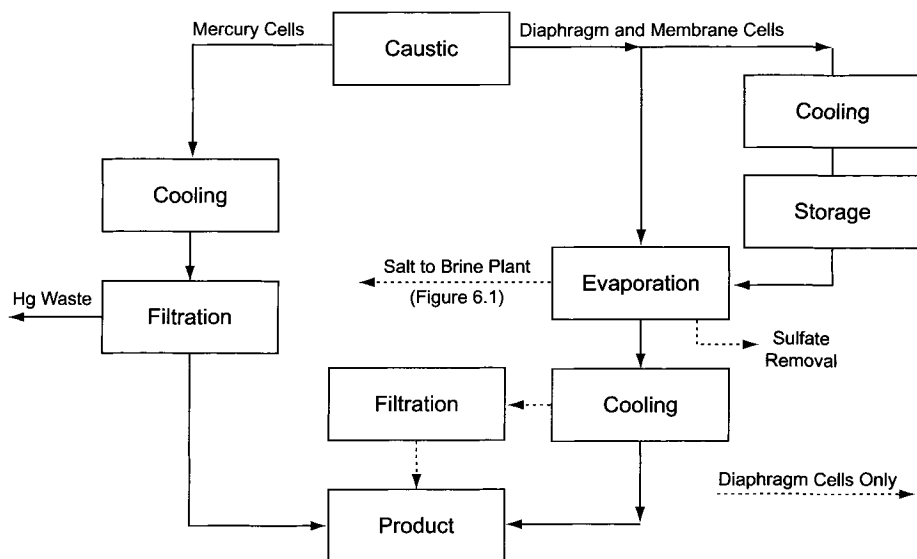 Mercury Cells
Caustic
Diaphragm and Membrane Cells
Cooling
Cooling
Storage
Salt to Brine Plant
(Figure 6.1)
Evaporation
Hg Waste
Filtration
Sulfate
Removal
Filtration
Cooling
Diaphragm Cells Only
Product